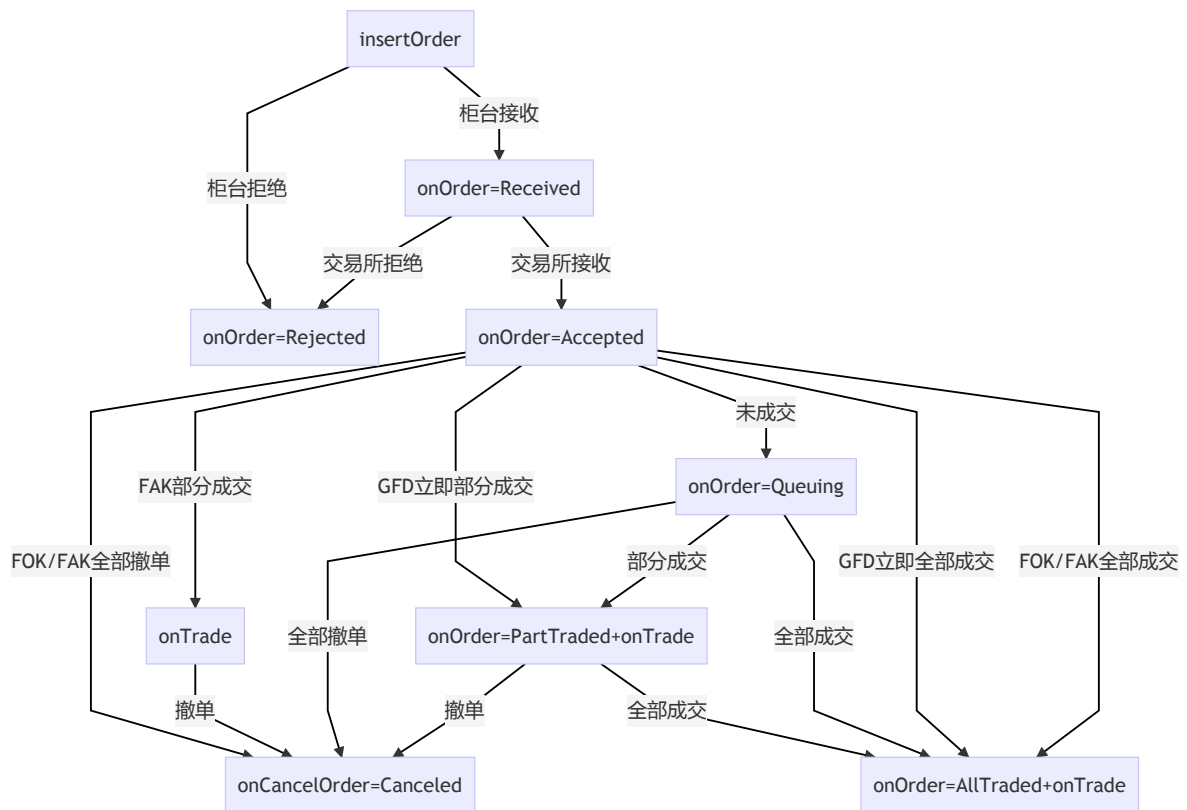 insertOrder
柜台接收
柜台拒绝
onOrder=Received
交易所拒绝
交易所接收
onOrder=Rejected
onOrder=Accepted
未成交
FAK部分成交
GFD立即部分成交
onOrder=Queuing
FOK/FAK全部撤单
部分成交
GFD立即全部成交
FOK/FAK全部成交
onTrade
全部撤单
onOrder=PartTraded+onTrade
全部成交
撤单
撤单
全部成交
onCancelOrder=Canceled
onOrder=AllTraded+onTrade